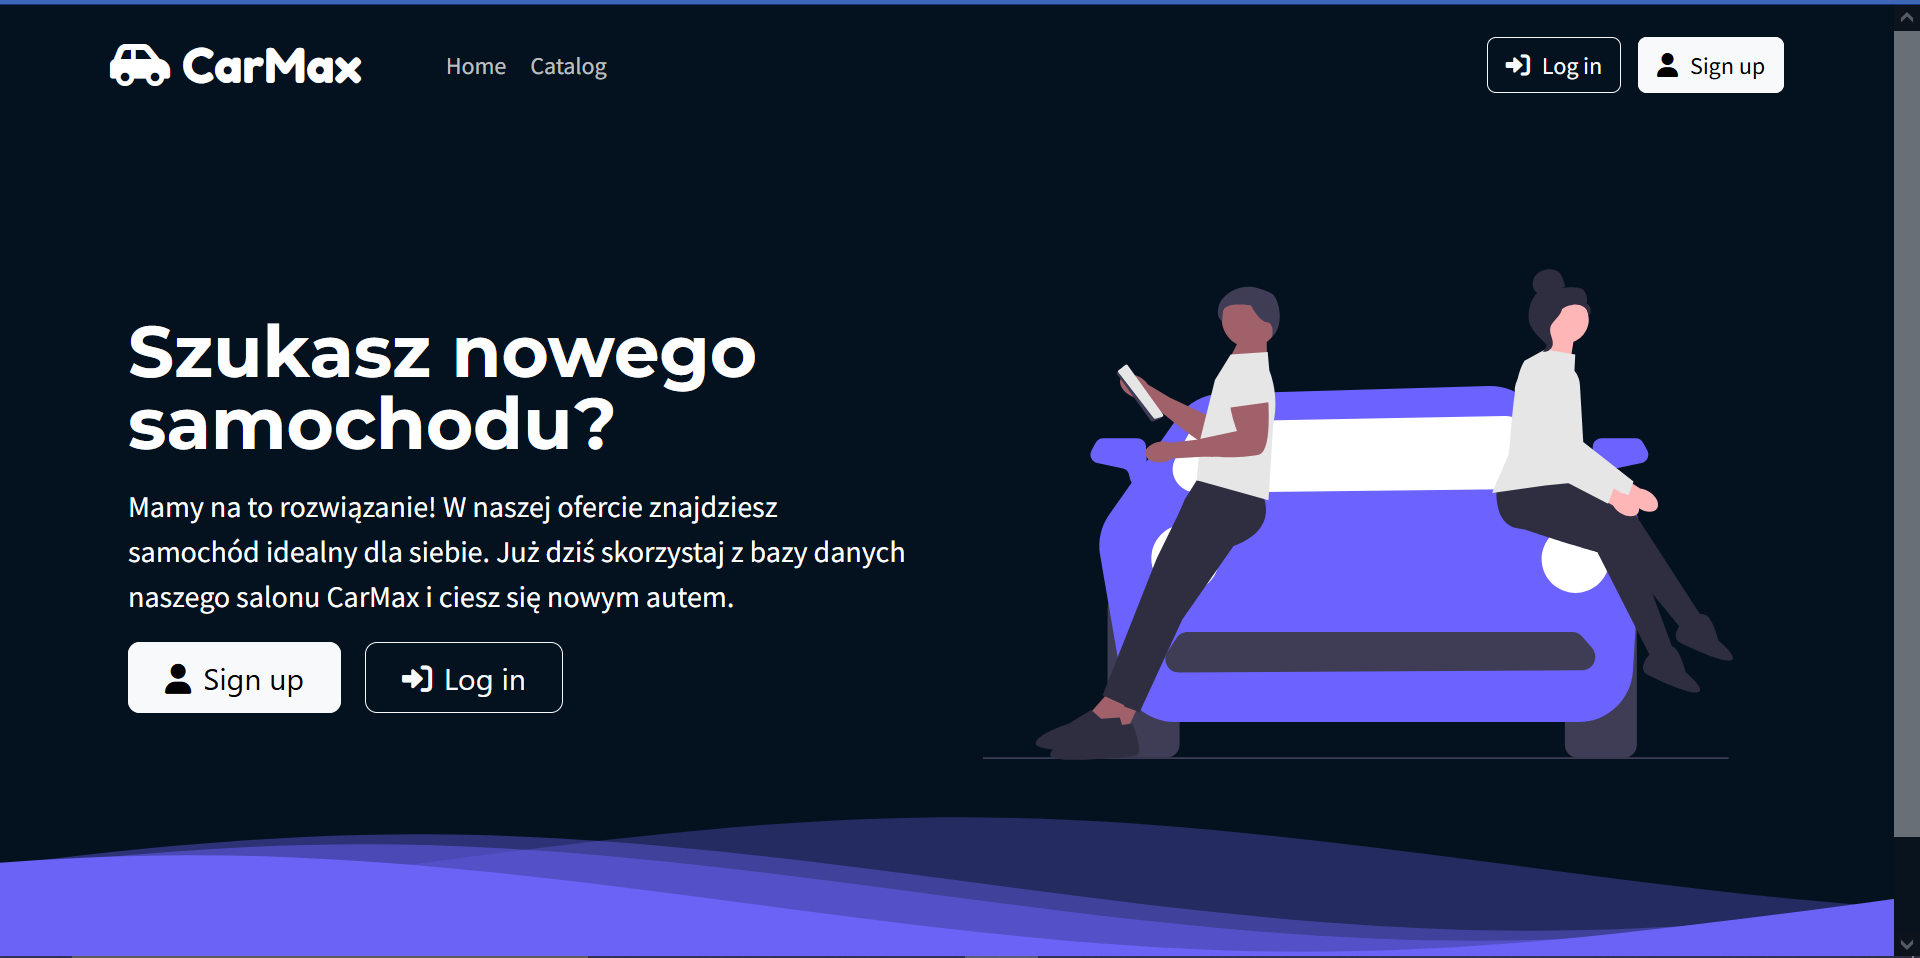 CarMax
Home
Catalog
Log in
Sign up
Szukasz nowego
samochodu?
Mamy na to rozwiązanie! W naszej ofercie znajdziesz
samochód idealny dla siebie. Już dziś skorzystaj z bazy danych
naszego salonu CarMax i ciesz się nowym autem.
Sign up
Log in